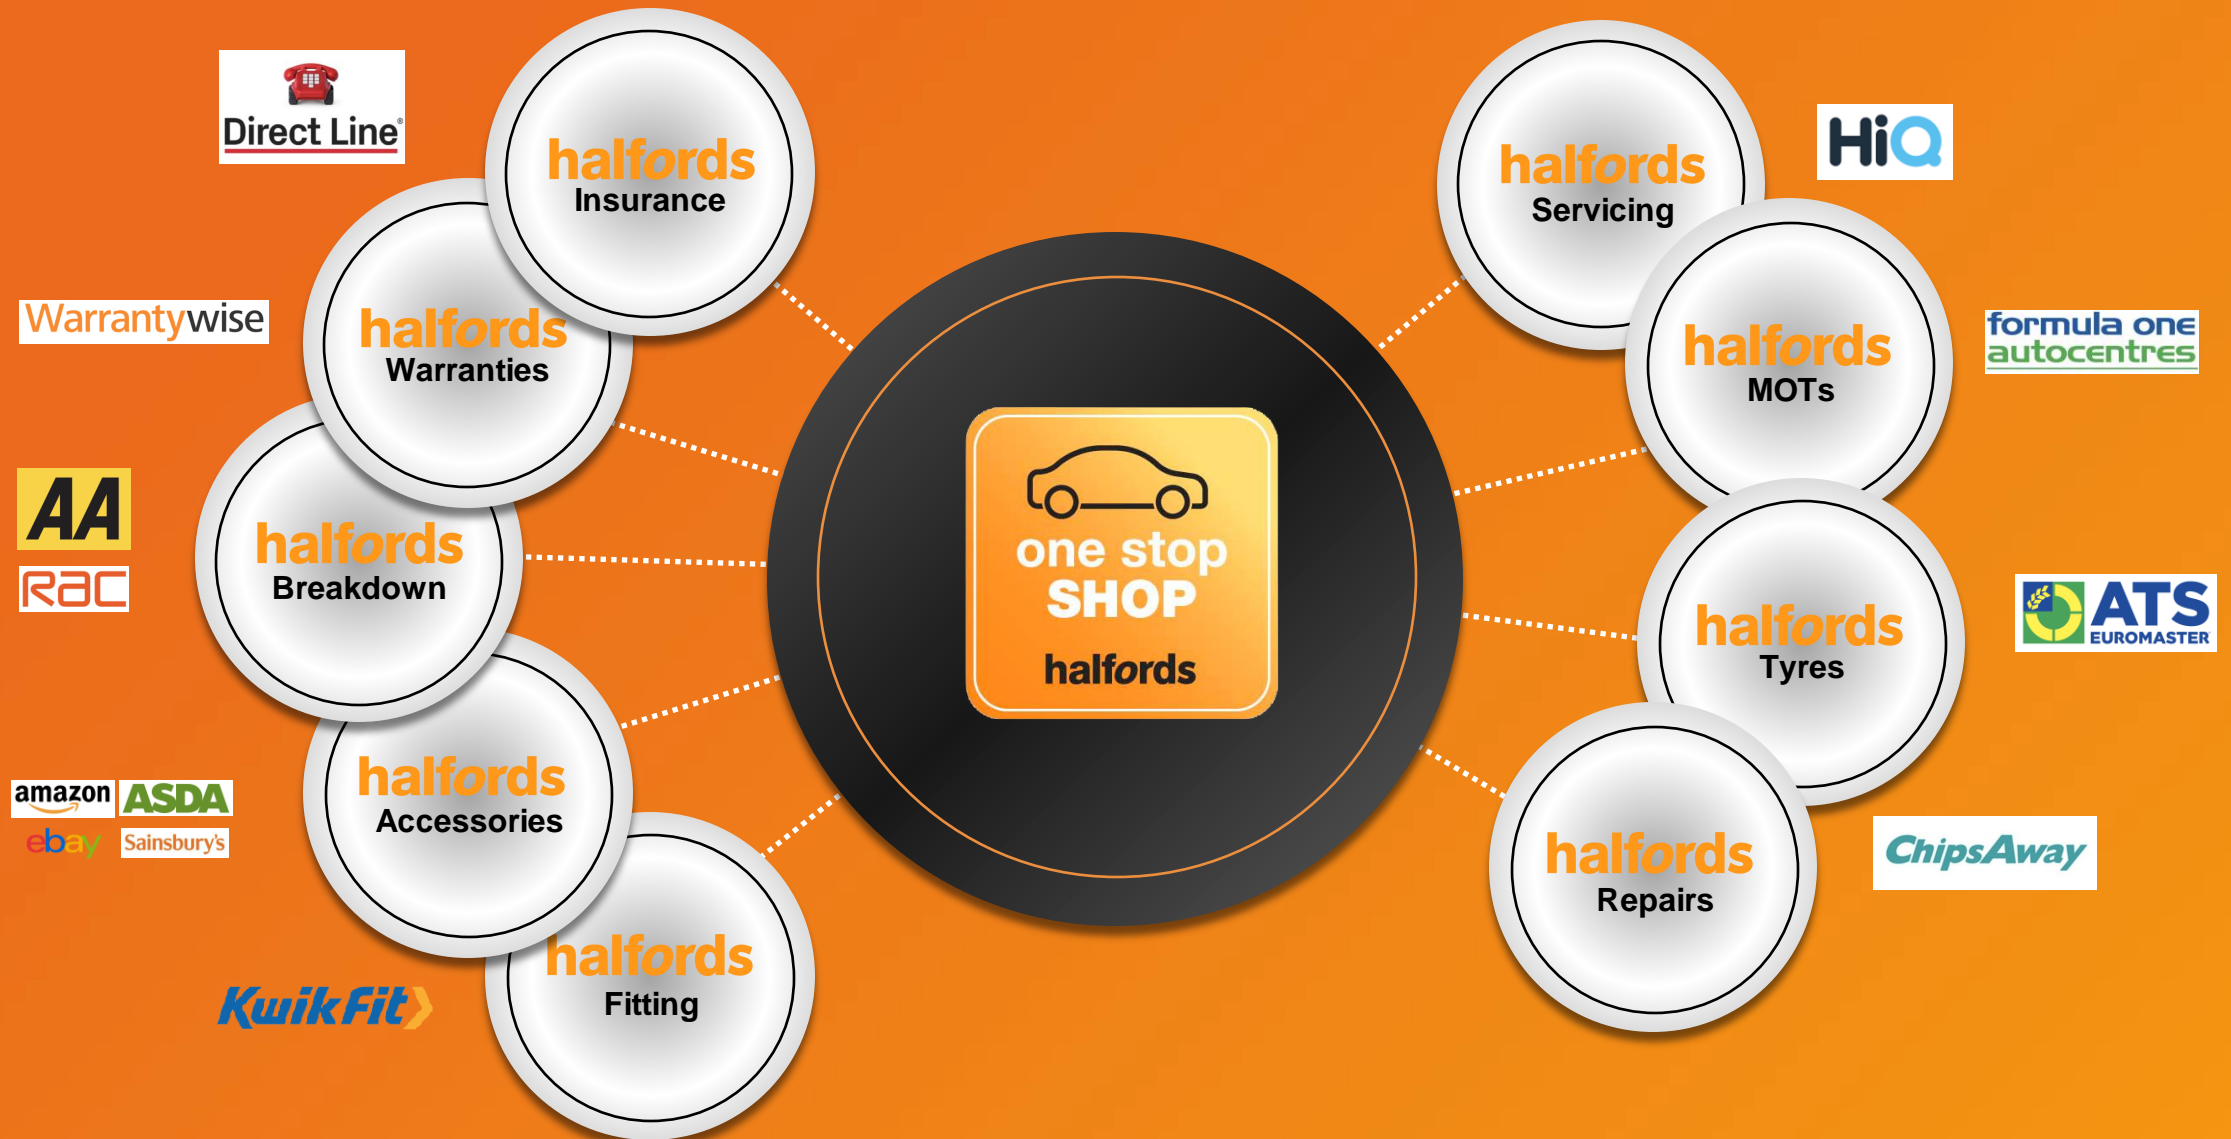 Direct Line
halfords
Insurance
Warrantywise
halfords
Warranties
AA
RAC
halfords
Breakdown
amazon ASDA
ebay Sainsbury's
halfords
Accessories
KwikFit
halfords
Fitting
one stop
SHOP
halfords
halfords
Servicing
HiQ
halfords
MOTs
formula one
autocentres
halfords
Tyres
ATS
EUROMASTER
halfords
Repairs
ChipsAway